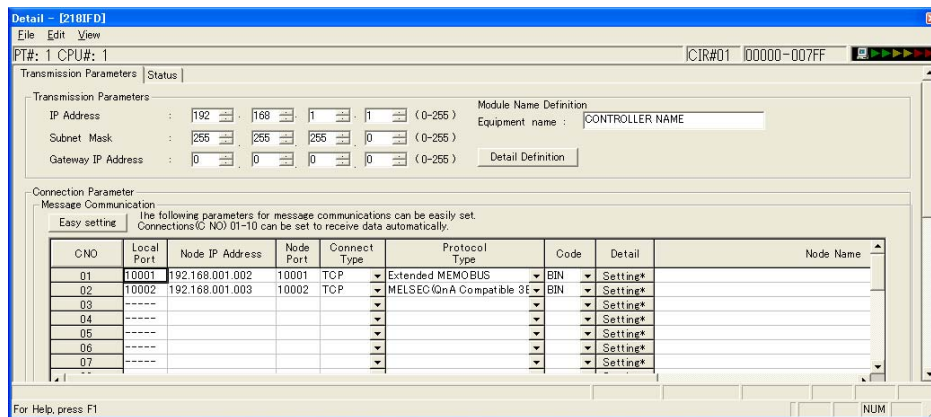 Detail - [218IFD]
File Edit View
PT#: 1 CPU#: 1 CIR#01 00000-007FF
Transmission Parameters Status
Transmission Parameters
IP Address : 192 . 168 . 1 . 1 (0-255)
Subnet Mask : 255 . 255 . 255 . 0 (0-255)
Gateway IP Address : 0 . 0 . 0 . 0 (0-255)
Module Name Definition
Equipment name : CONTROLLER NAME
Detail Definition
Connection Parameter
Message Communication
Easy setting
The following parameters for message communications can be easily set.
Connections(C NO) 01-10 can be set to receive data automatically.
CNO Local Port Node IP Address Node Port Connect Type Protocol Type Code Detail Node Name
01 10001 192.168.001.002 10001 TCP Extended MEMOBUS BIN Setting*
02 10002 192.168.001.003 10002 TCP MELSEC(QnA Compatible 3E BIN Setting*
03 ----- Setting*
04 ----- Setting*
05 ----- Setting*
06 ----- Setting*
07 ----- Setting*
For Help, press F1 NUM